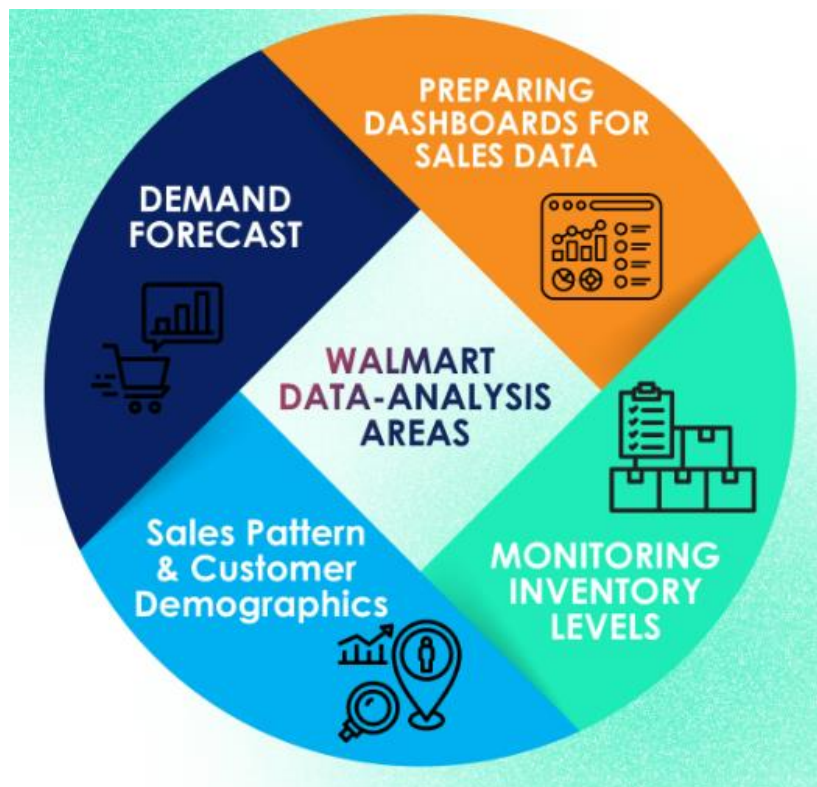 PREPARING
DASHBOARDS FOR
SALES DATA
DEMAND
FORECAST
WALMART
DATA-ANALYSIS
AREAS
Sales Pattern
& Customer
Demographics
MONITORING
INVENTORY
LEVELS